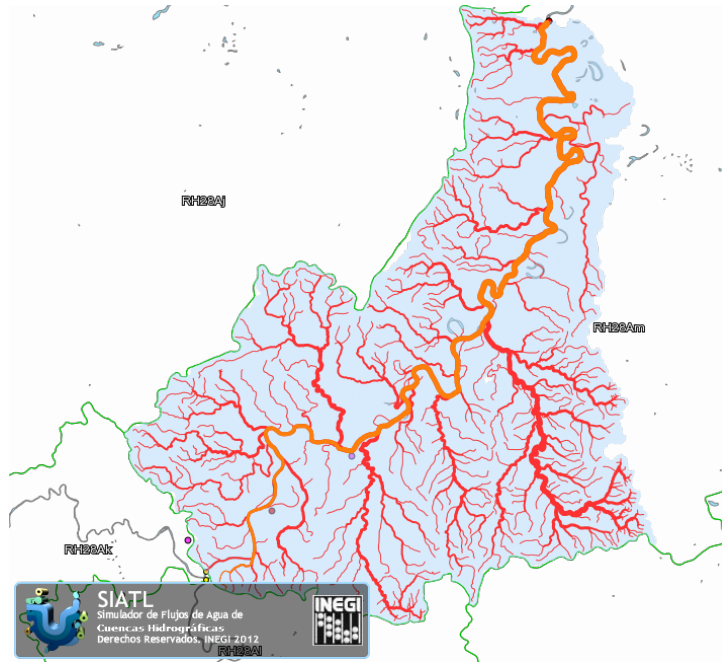 RH28Aj
RH28Am
RH28Ak
SIATL
Simulador de Flujos de Agua de
Cuencas Hidrográficas
Derechos Reservados. INEGI 2012
INEGI
RH28Al